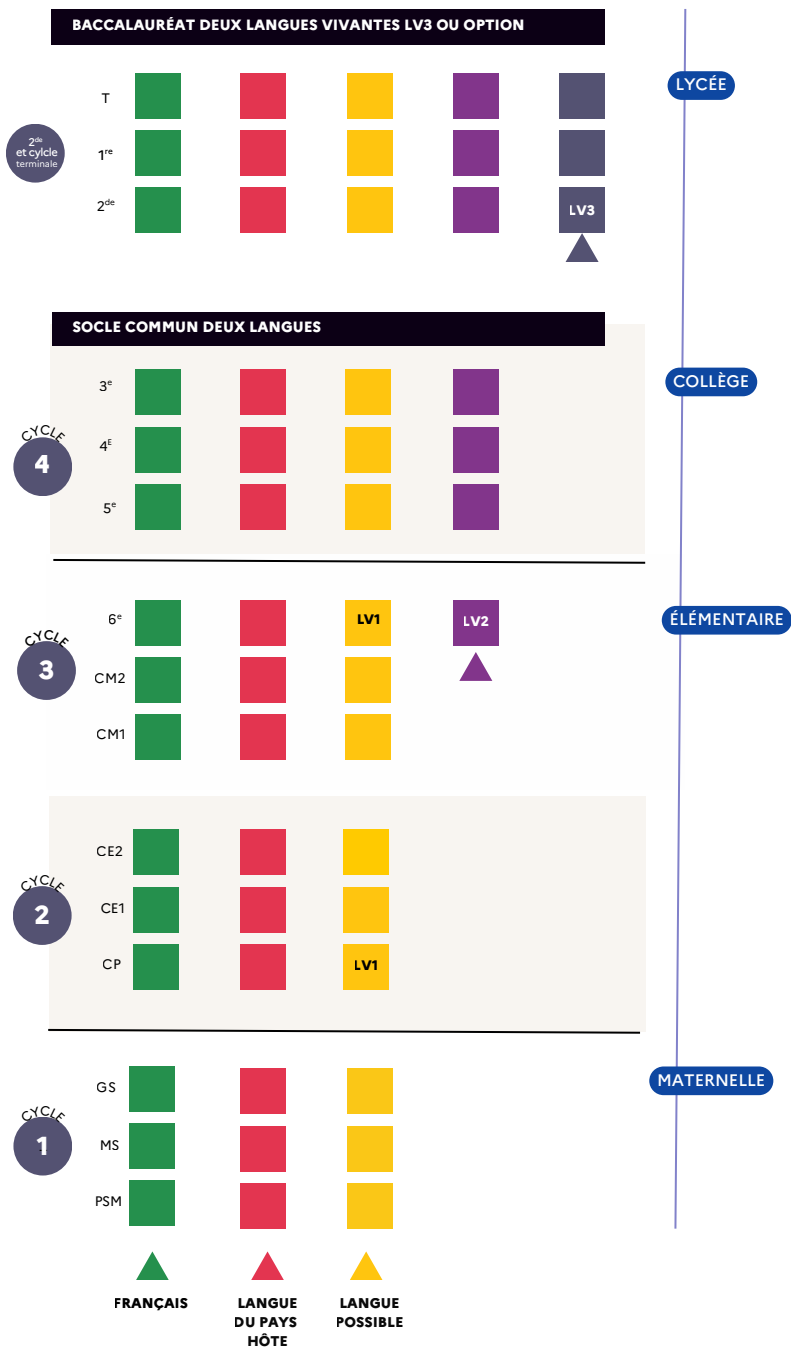 BACCALAURÉAT DEUX LANGUES VIVANTES LV3 OU OPTION
LYCÉE
T
2de
et cylcle
terminale
1re
2de
LV3
SOCLE COMMUN DEUX LANGUES
COLLÈGE
3e
CYCLE
4
4E
5e
6e
LV1
LV2
ÉLÉMENTAIRE
CYCLE
3
CM2
CM1
CE2
CYCLE
2
CE1
CP
LV1
MATERNELLE
GS
CYCLE
1
MS
PSM
FRANÇAIS
LANGUE
DU PAYS
HÔTE
LANGUE
POSSIBLE